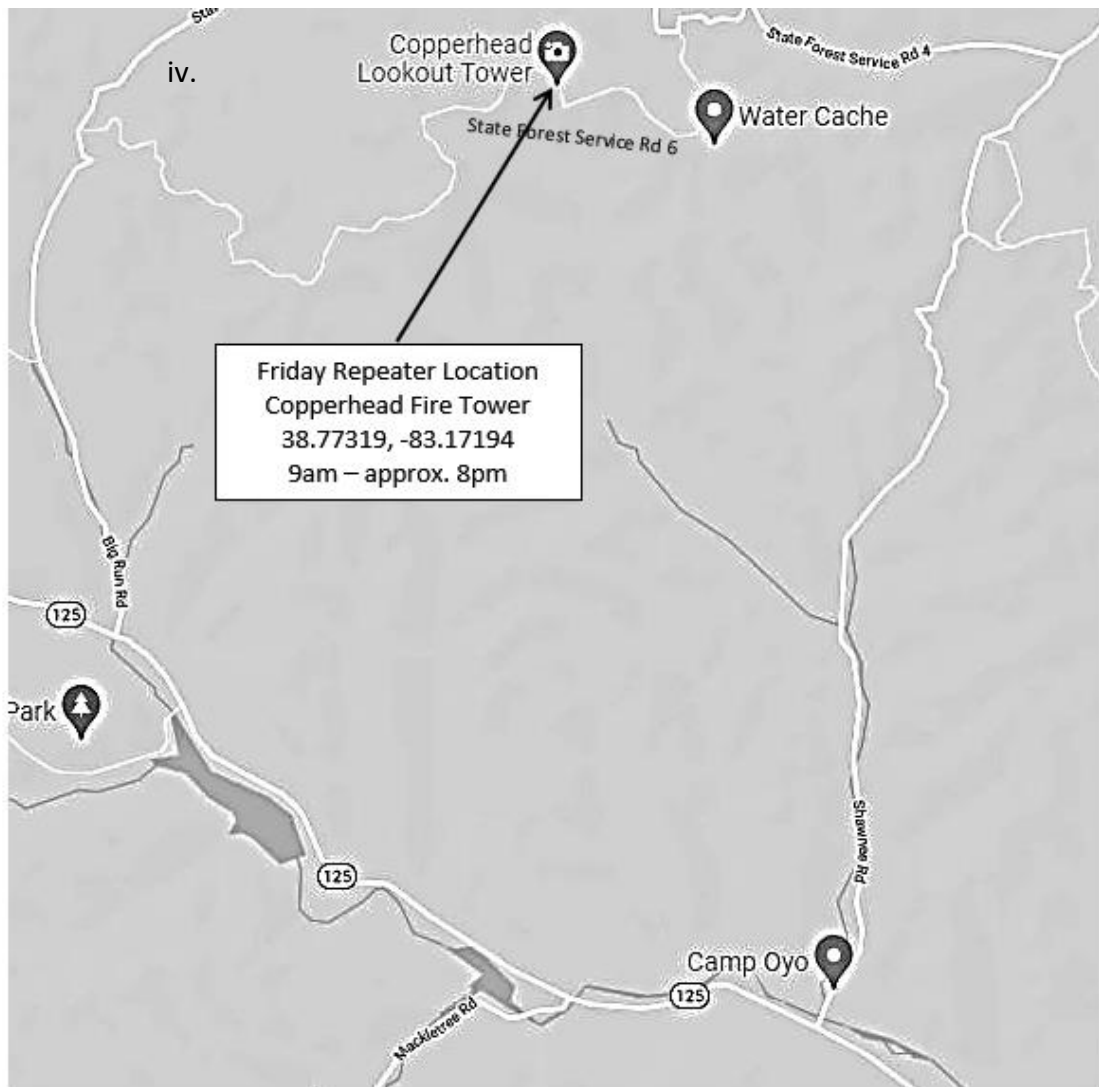 Sta
iv.
Copperhead
Lookout Tower
State Forest Service Rd 4
Water Cache
State Forest Service Rd 6
Friday Repeater Location
Copperhead Fire Tower
38.77319, -83.17194
9am – approx. 8pm
Big Run Rd
125
Park
125
Shawnee Rd
Camp Oyo
125
Mackletree Rd